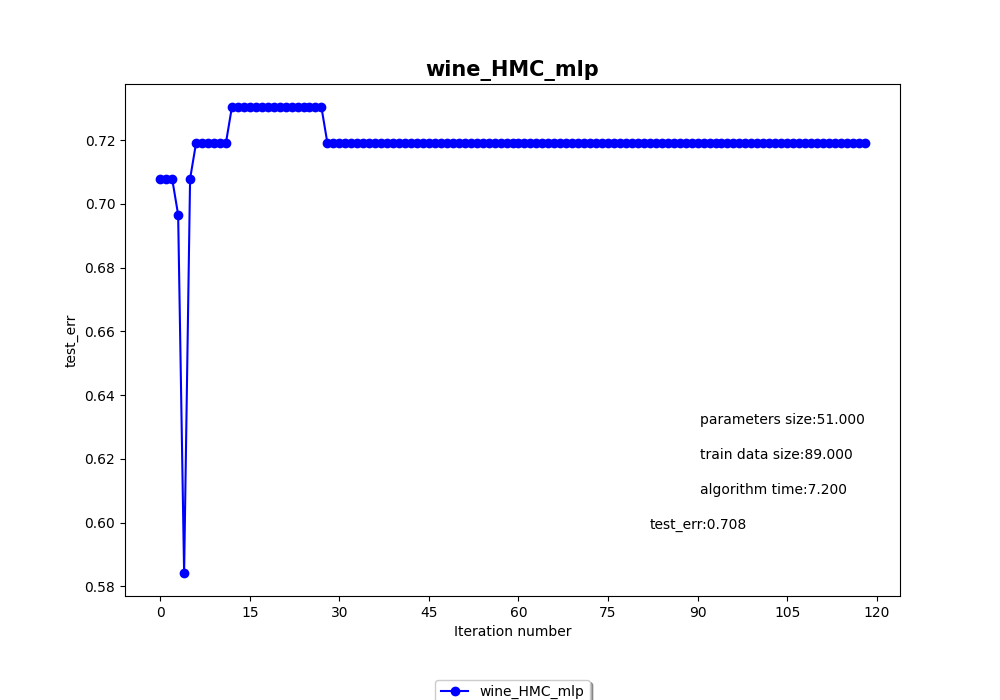 wine_HMC_mlp
test_err
0.72
0.70
0.68
0.66
0.64
0.62
0.60
0.58
parameters size:51.000
train data size:89.000
algorithm time:7.200
test_err:0.708
0 15 30 45 60 75 90 105 120
Iteration number
wine_HMC_mlp